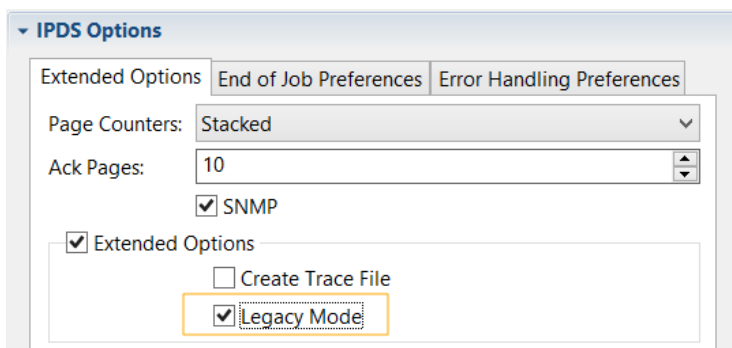 IPDS Options
Extended Options End of Job Preferences Error Handling Preferences
Page Counters: Stacked
Ack Pages: 10
SNMP
Extended Options
Create Trace File
Legacy Mode